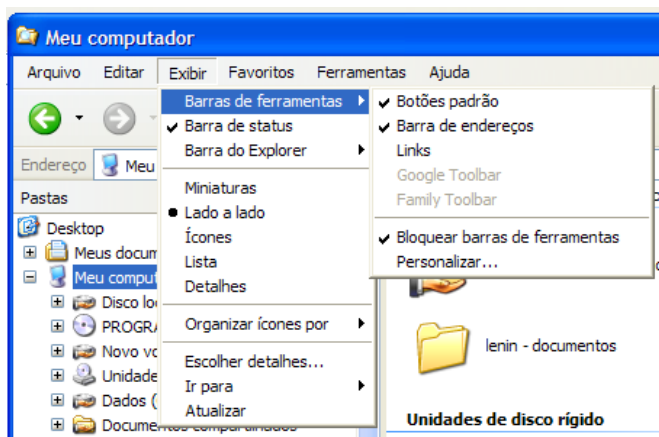 Meu computador
Arquivo Editar Exibir Favoritos Ferramentas Ajuda
Barras de ferramentas
Barra de status
Barra do Explorer
Miniaturas
Lado a lado
Ícones
Lista
Detalhes
Organizar ícones por
Escolher detalhes...
Ir para
Atualizar
Botões padrão
Barra de endereços
Links
Google Toolbar
Family Toolbar
Bloquear barras de ferramentas
Personalizar...
Endereço Meu
Pastas
Desktop
Meus docum
Meu comput
Disco lo
PROGRA
Novo vo
Unidade
Dados (
Documentos compartilhados
lenin - documentos
Unidades de disco rígido